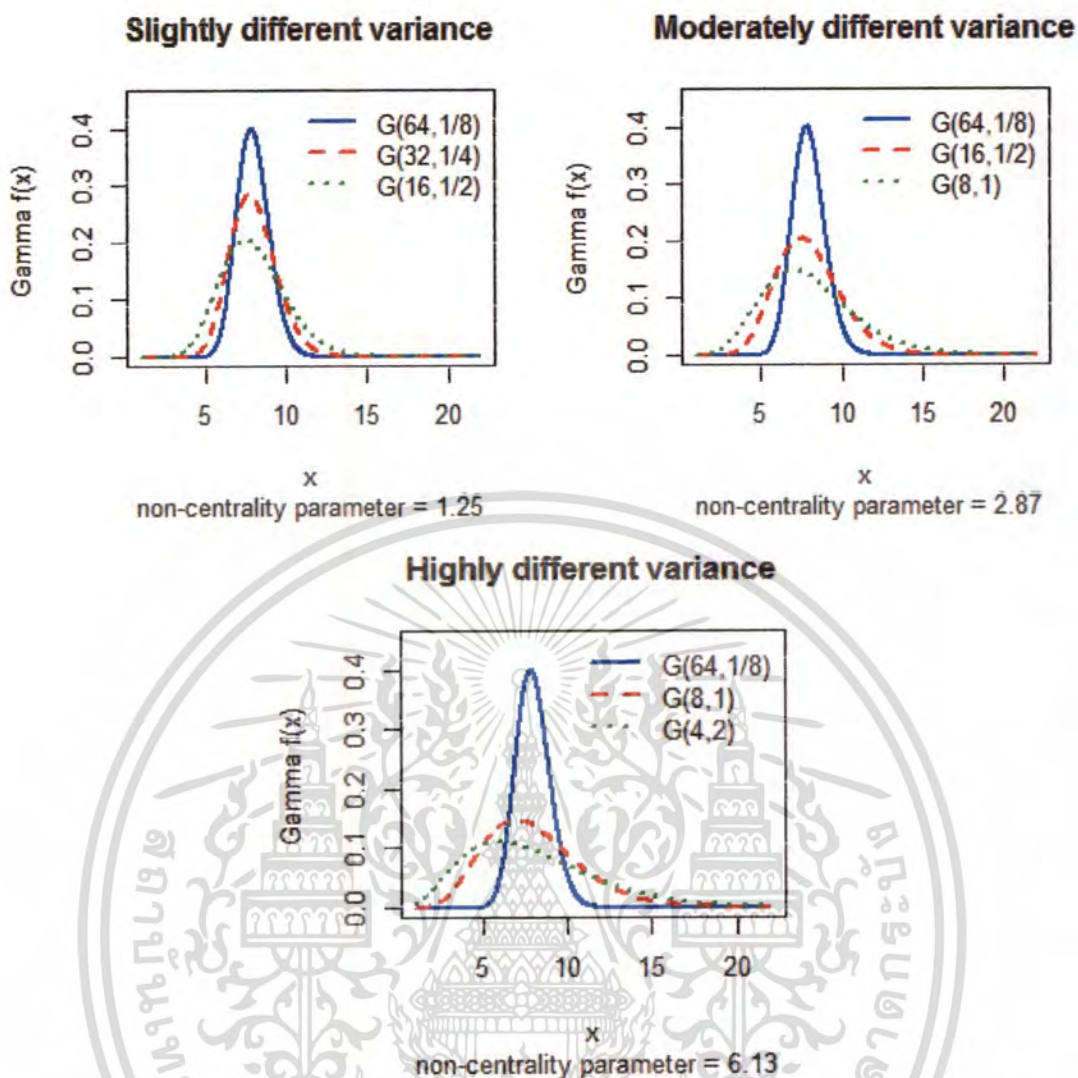 Slightly different variance
Gamma f(x)
0.0 0.1 0.2 0.3 0.4
G(64,1/8)
G(32,1/4)
G(16,1/2)
5 10 15 20
x
non-centrality parameter = 1.25
Moderately different variance
Gamma f(x)
0.0 0.1 0.2 0.3 0.4
G(64,1/8)
G(16,1/2)
G(8,1)
5 10 15 20
x
non-centrality parameter = 2.87
Highly different variance
Gamma f(x)
0.0 0.1 0.2 0.3 0.4
G(64,1/8)
G(8,1)
G(4,2)
5 10 15 20
x
non-centrality parameter = 6.13